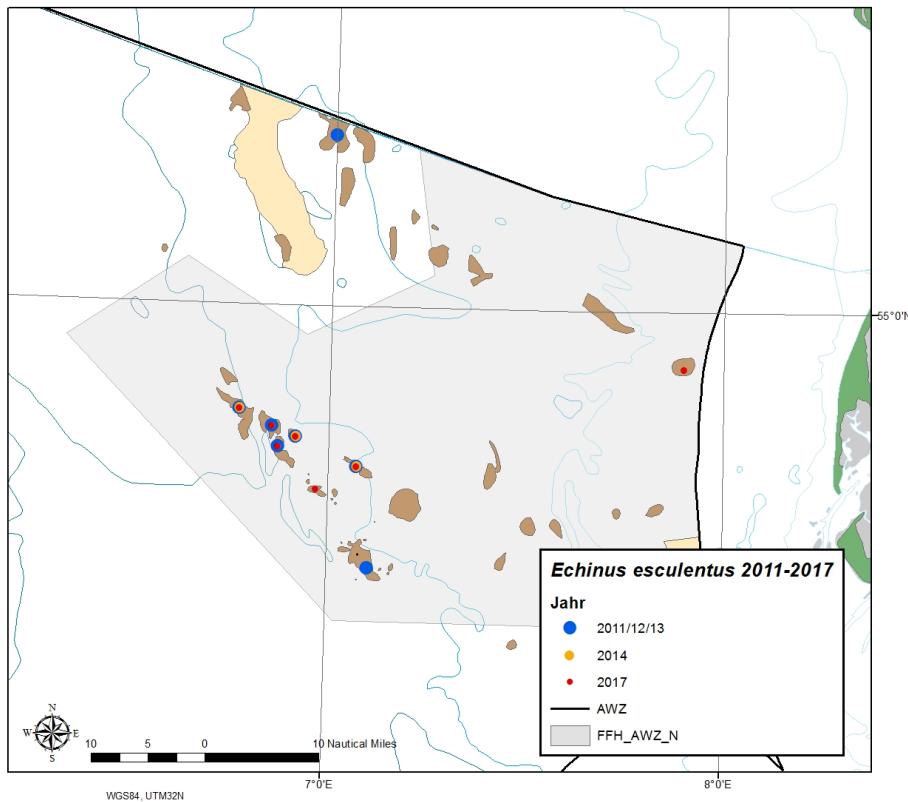 55°0'N
Echinus esculentus 2011-2017
Jahr
2011/12/13
2014
2017
AWZ
FFH_AWZ_N
N
W E
S
10 5 0 10 Nautical Miles
7°0'E 8°0'E
WGS84, UTM32N